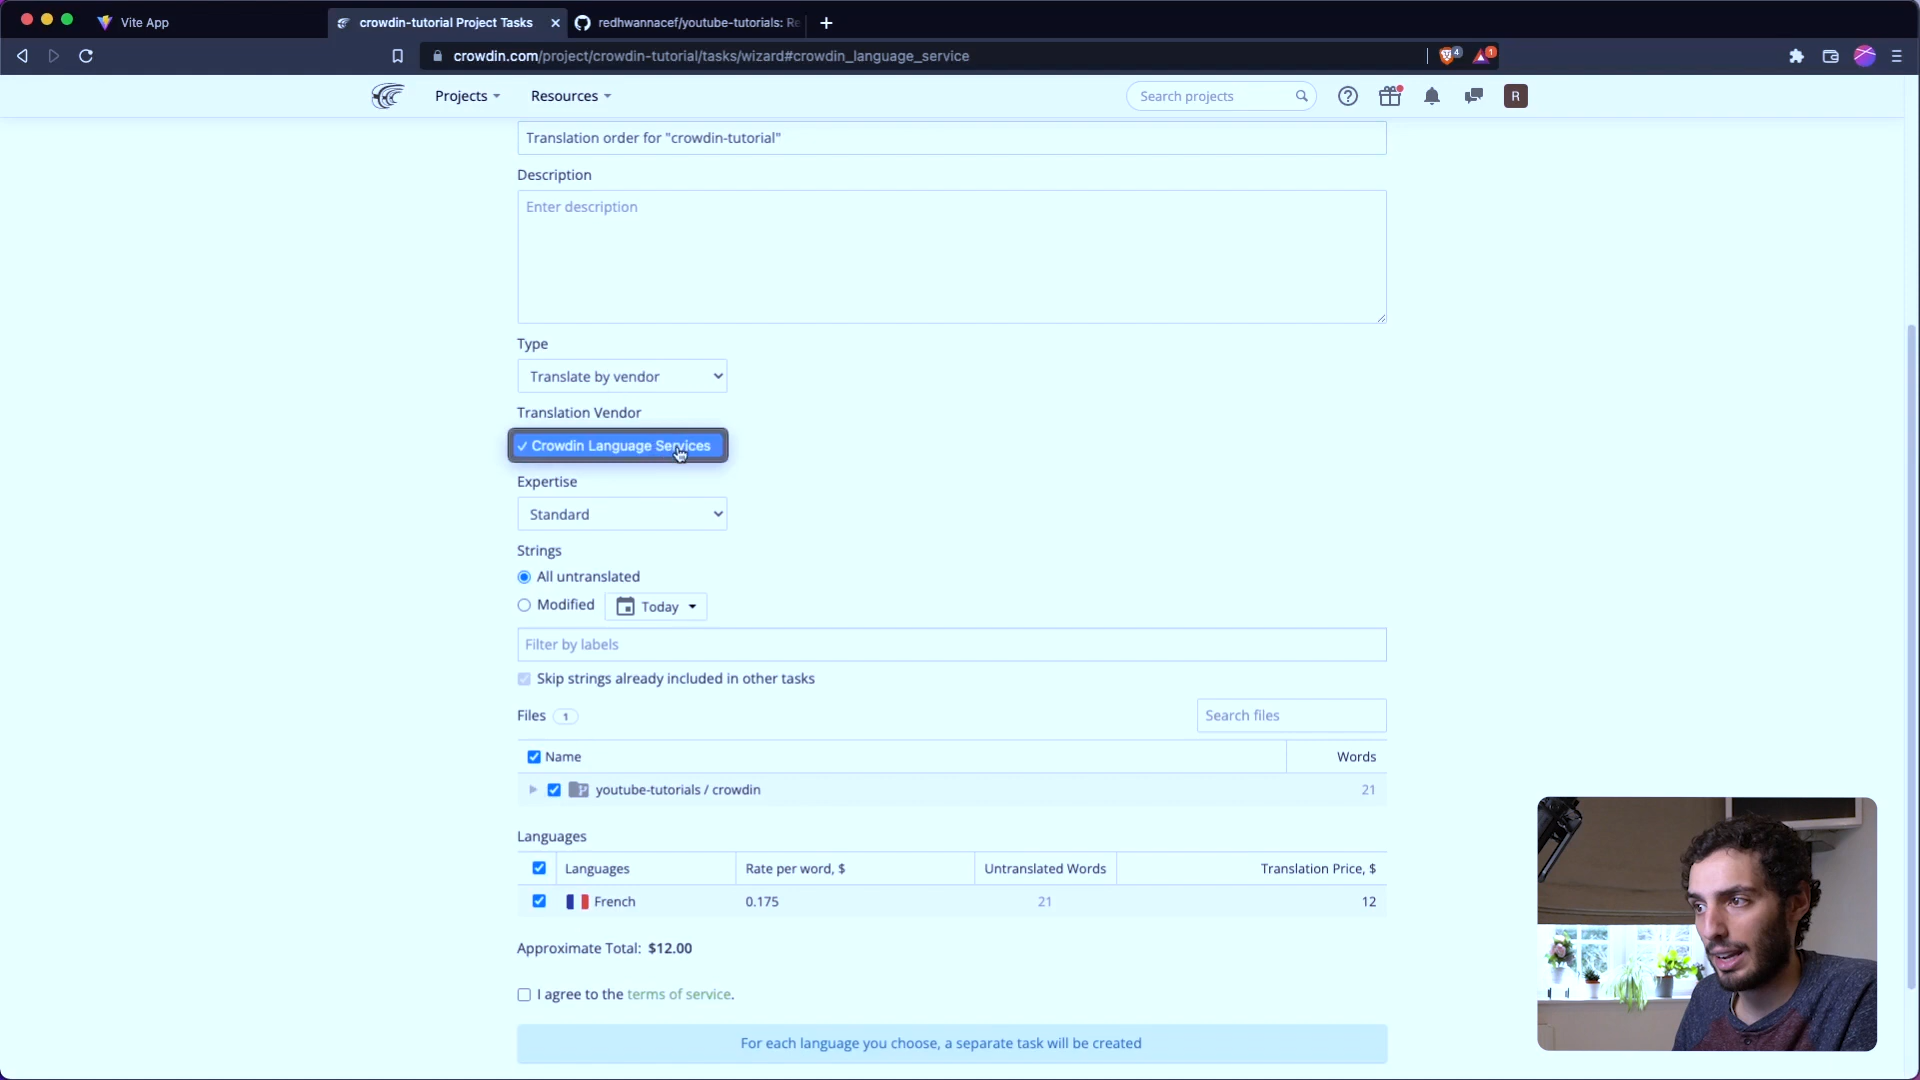 Vite App
crowdin-tutorial Project Tasks
redhwannacef/youtube-tutorials: Re
crowdin.com/project/crowdin-tutorial/tasks/wizard#crowdin_language_service
4
1
Projects
Resources
Search projects
R
Translation order for "crowdin-tutorial"
Description
Enter description
Type
Translate by vendor
Translation Vendor
✓ Crowdin Language Services
Expertise
Standard
Strings
All untranslated
Modified
Today
Filter by labels
Skip strings already included in other tasks
Files 1
Search files
Name
Words
youtube-tutorials / crowdin
21
Languages
Languages
Rate per word, $
Untranslated Words
Translation Price, $
French
0.175
21
12
Approximate Total: $12.00
I agree to the terms of service.
For each language you choose, a separate task will be created